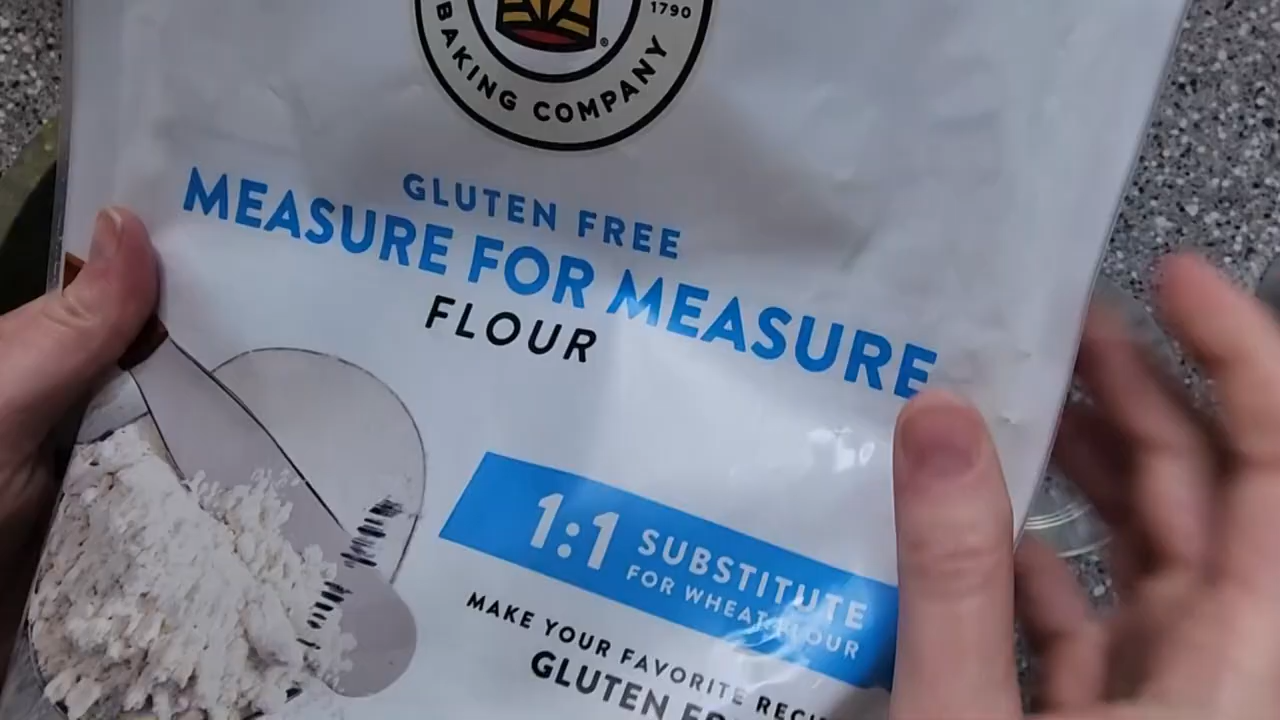 1790
BAKING COMPANY
GLUTEN FREE
MEASURE FOR MEASURE
FLOUR
1:1 SUBSTITUTE
FOR WHEAT FLOUR
MAKE YOUR FAVORITE
GLUTEN